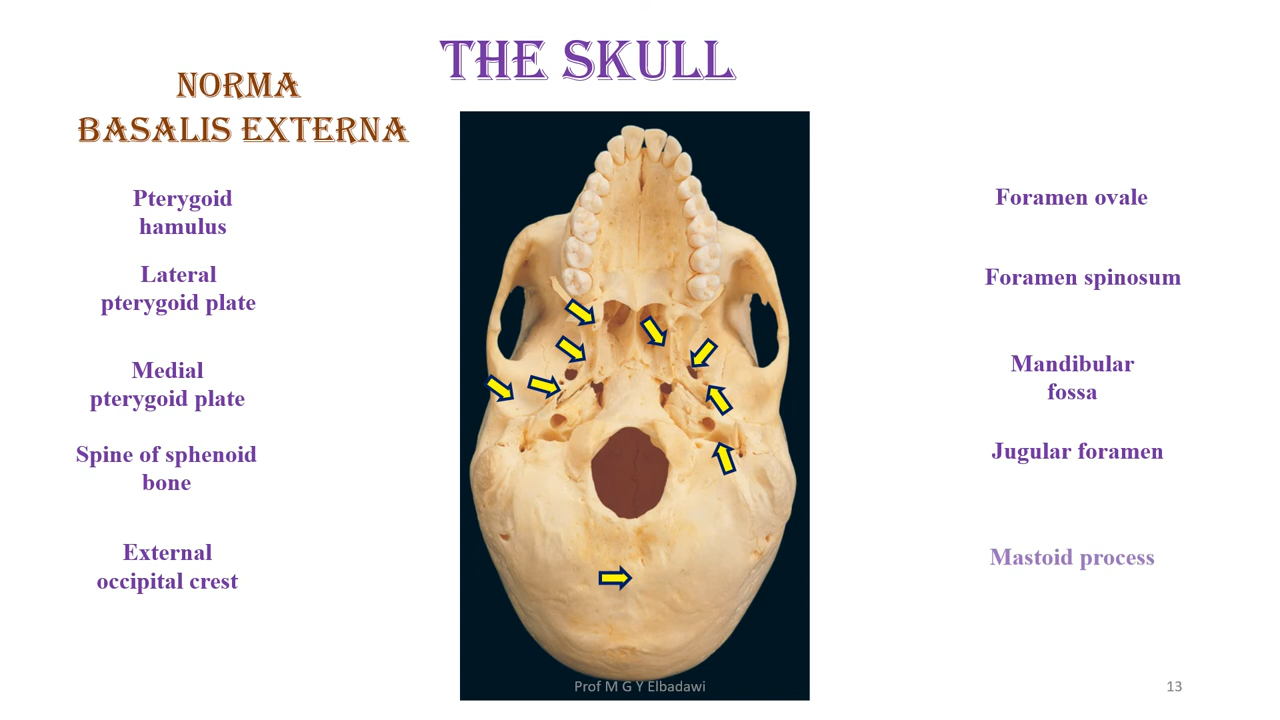 THE SKULL
NORMA
BASALIS EXTERNA
Pterygoid
hamulus
Lateral
pterygoid plate
Medial
pterygoid plate
Spine of sphenoid
bone
External
occipital crest
Foramen ovale
Foramen spinosum
Mandibular
fossa
Jugular foramen
Mastoid process
Prof M G Y Elbadawi
13